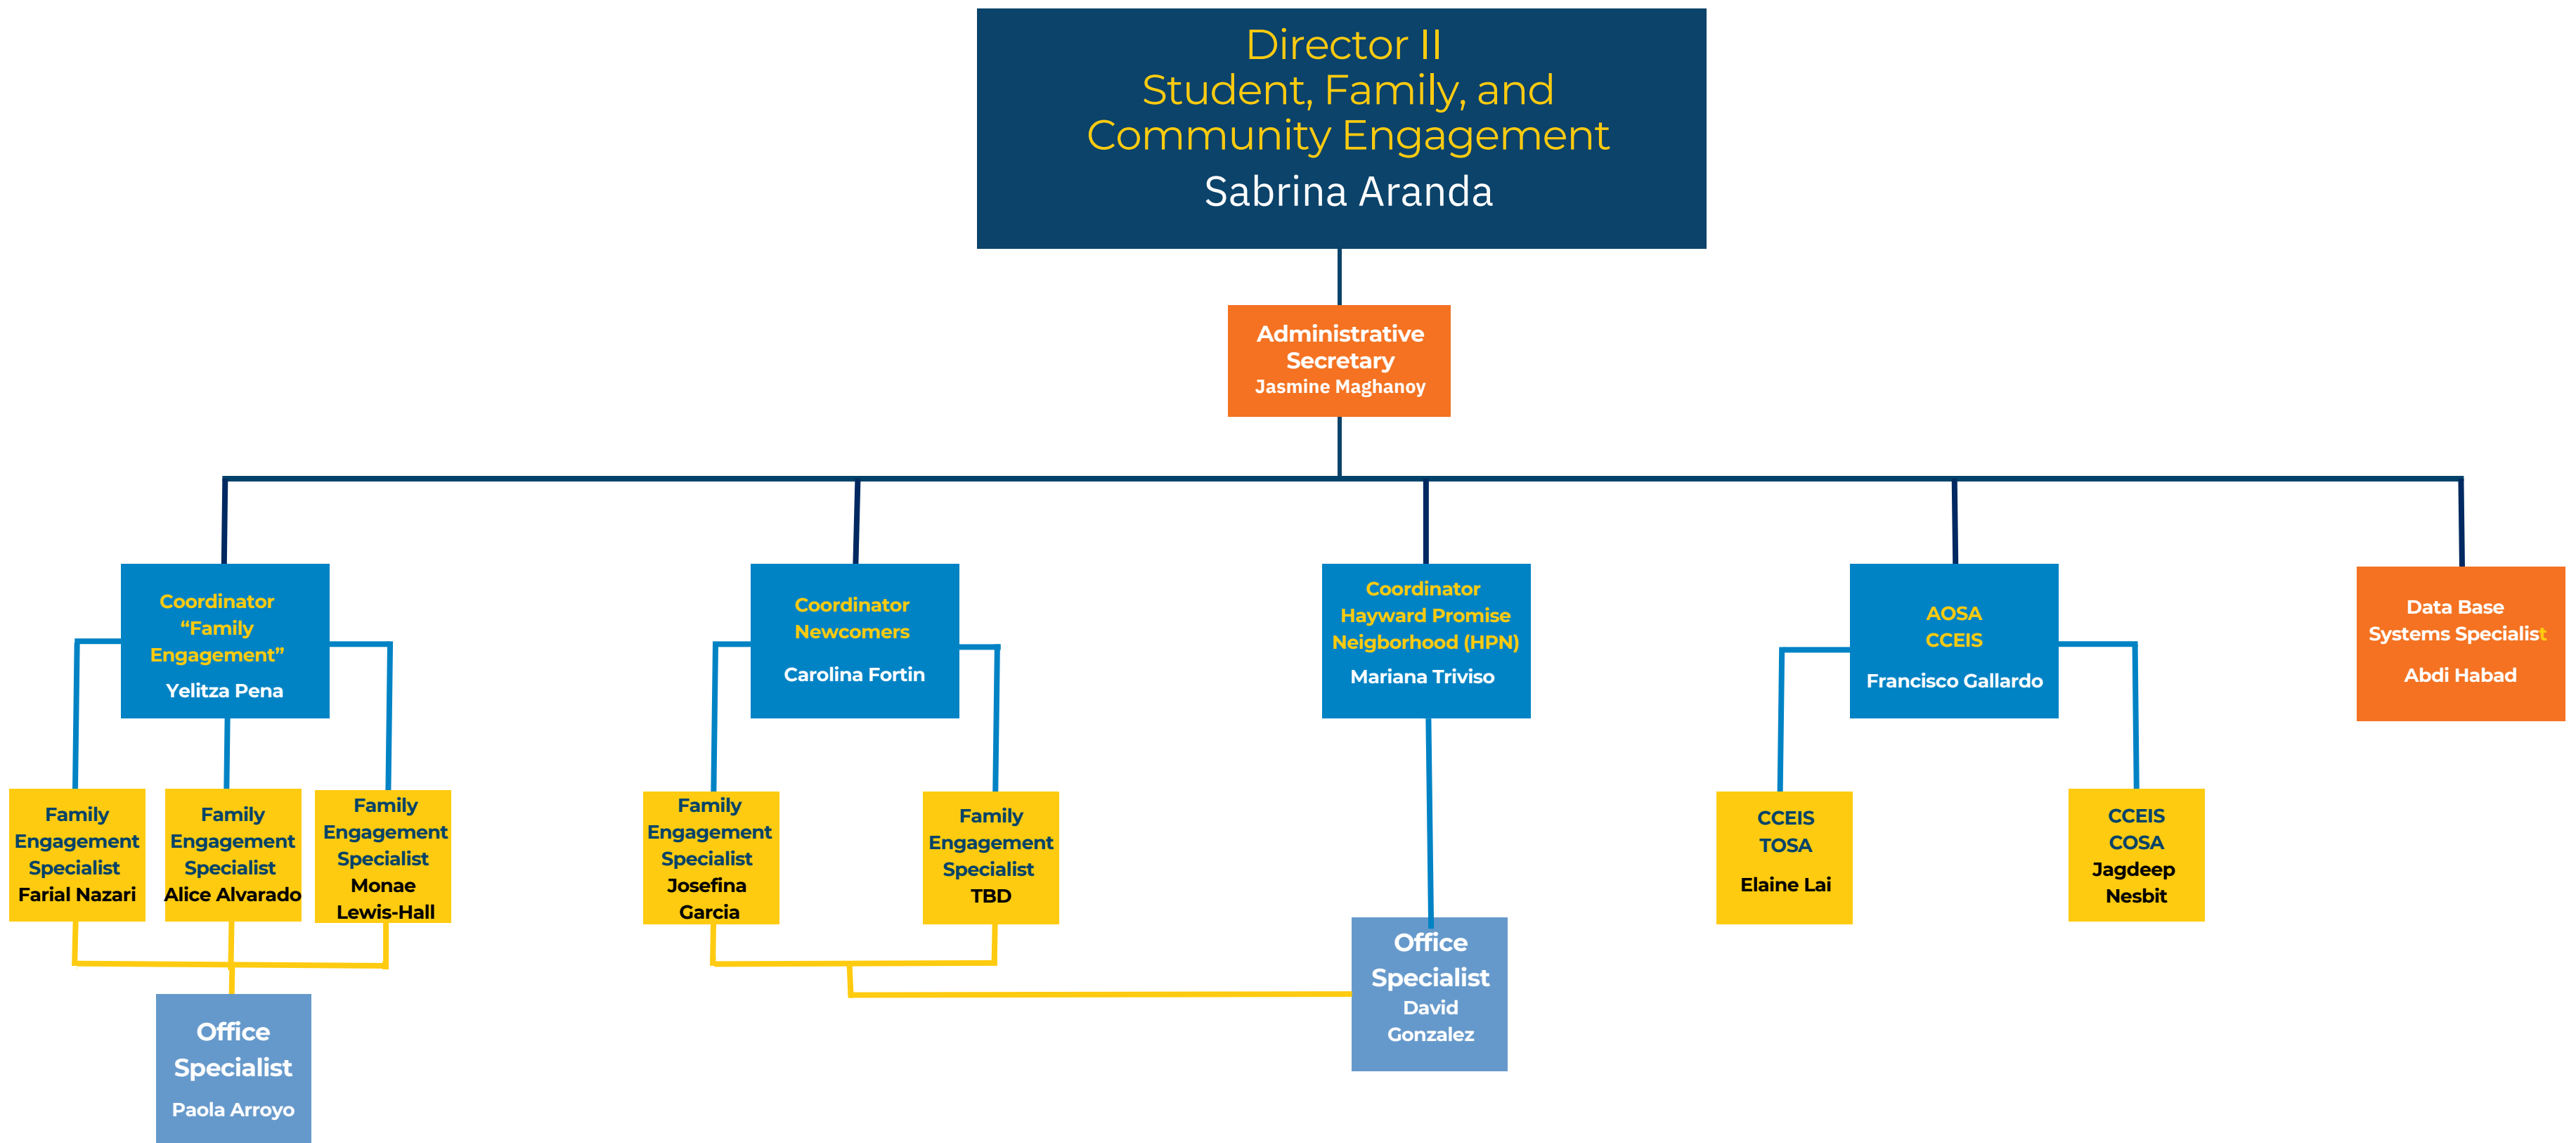 Director II
Student, Family, and
Community Engagement
Sabrina Aranda
Administrative
Secretary
Jasmine Maghanoy
Coordinator
“Family
Engagement”
Yelitza Pena
Coordinator
Newcomers
Carolina Fortin
Coordinator
Hayward Promise
Neigborhood (HPN)
Mariana Triviso
AOSA
CCEIS
Francisco Gallardo
Data Base
Systems Specialist
Abdi Habad
Family
Engagement
Specialist
Farial Nazari
Family
Engagement
Specialist
Alice Alvarado
Family
Engagement
Specialist
Monae
Lewis-Hall
Family
Engagement
Specialist
Josefina
Garcia
Family
Engagement
Specialist
TBD
CCEIS
TOSA
Elaine Lai
CCEIS
COSA
Jagdeep
Nesbit
Office
Specialist
David
Gonzalez
Office
Specialist
Paola Arroyo